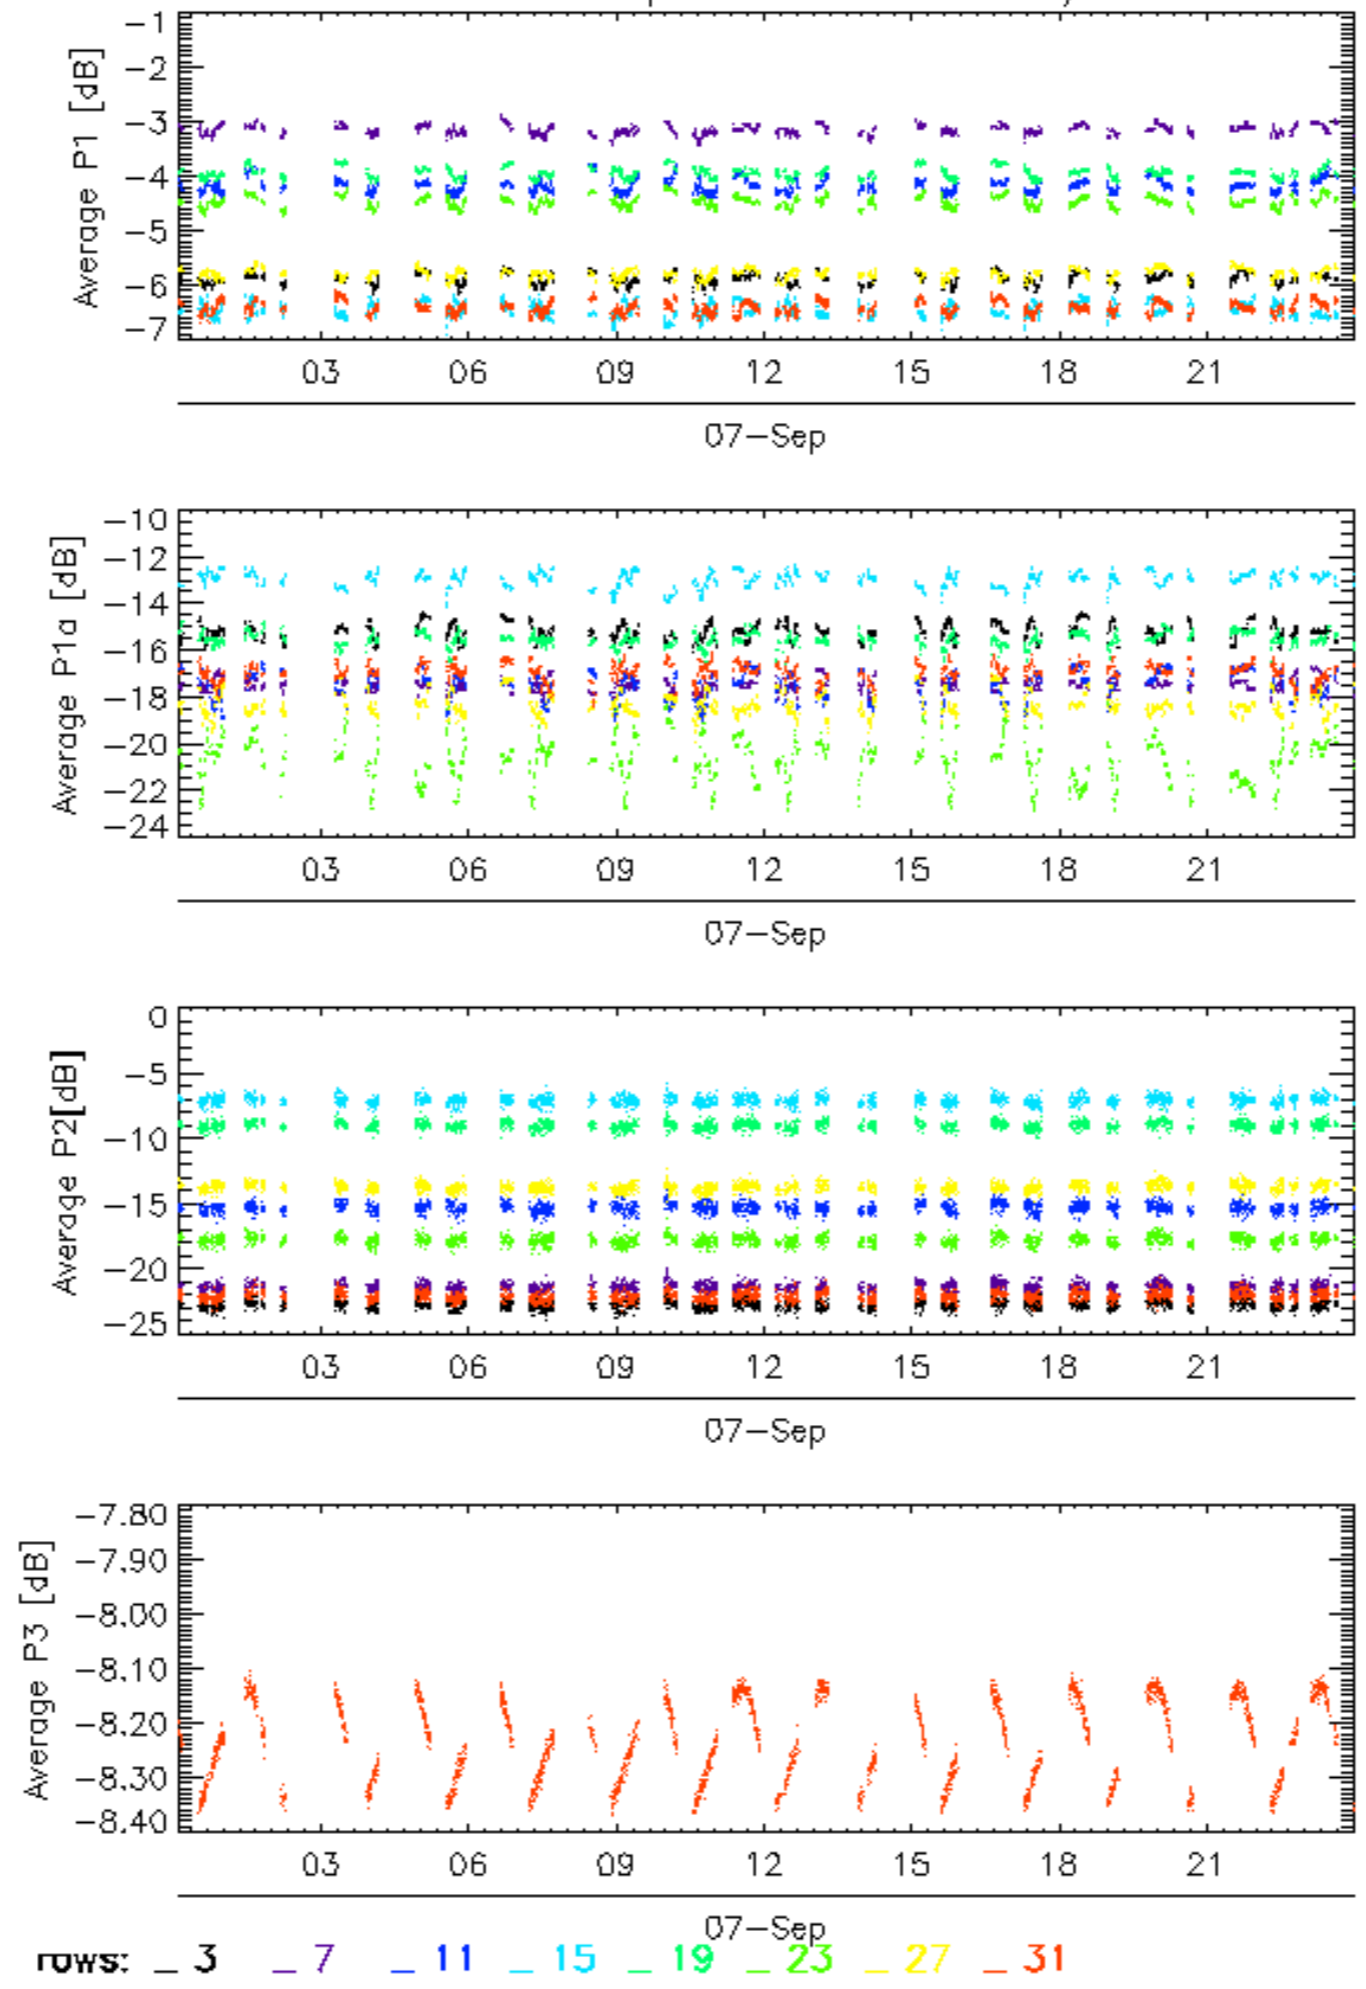 -1
-2
-3
-4
-5
-6
-7
Average P1 [dB]
03 06 09 12 15 18 21
07-Sep
-10
-12
-14
-16
-18
-20
-22
-24
Average P1a [dB]
03 06 09 12 15 18 21
07-Sep
0
-5
-10
-15
-20
-25
Average P2[dB]
03 06 09 12 15 18 21
07-Sep
-7.80
-7.90
-8.00
-8.10
-8.20
-8.30
-8.40
Average P3 [dB]
03 06 09 12 15 18 21
07-Sep
rows: _ 3 _ 7 _ 11 _ 15 _ 19 _ 23 _ 27 _ 31